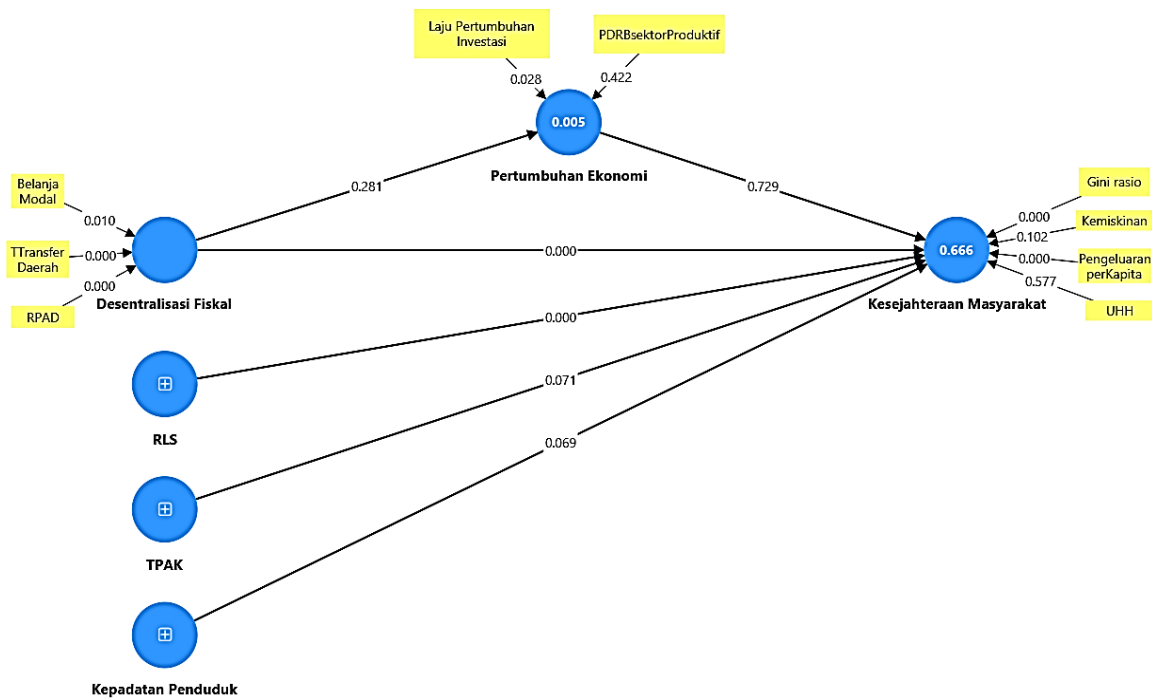 Laju Pertumbuhan
Investasi
PDRBsektorProduktif
0.028
0.422
0.005
Pertumbuhan Ekonomi
Belanja
Modal
0.010
TTransfer
Daerah
0.000
0.000
RPAD
Desentralisasi Fiskal
0.281
0.729
0.000
0.000
0.071
0.069
Gini rasio
0.000
Kemiskinan
0.102
0.666
0.000
Pengeluaran
perKapita
0.577
UHH
Kesejahteraan Masyarakat
RLS
TPAK
Kepadatan Penduduk